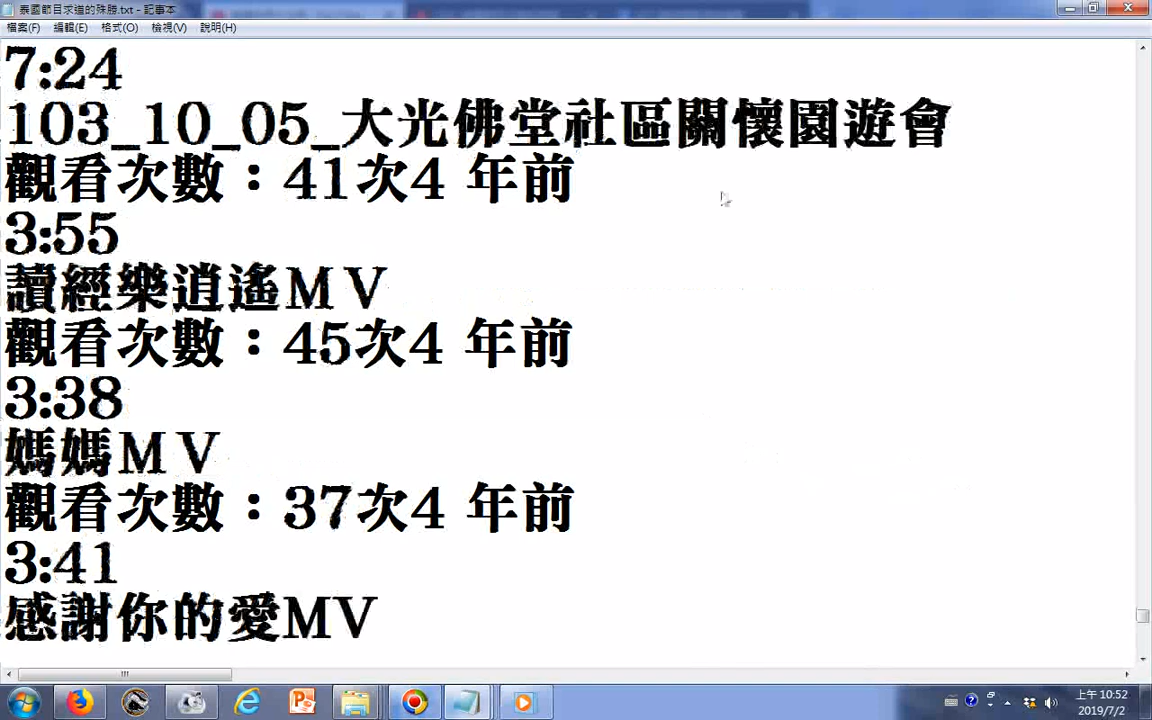 泰國節目求道的殊勝.txt - 記事本
檔案(F) 編輯(E) 格式(O) 檢視(V) 說明(H)
7:24
103_10_05_大光佛堂社區關懷園遊會
觀看次數：41次4 年前
3:55
讀經樂逍遙ＭＶ
觀看次數：45次4 年前
3:38
媽媽ＭＶ
觀看次數：37次4 年前
3:41
感謝你的愛MV
上午 10:52
2019/7/2